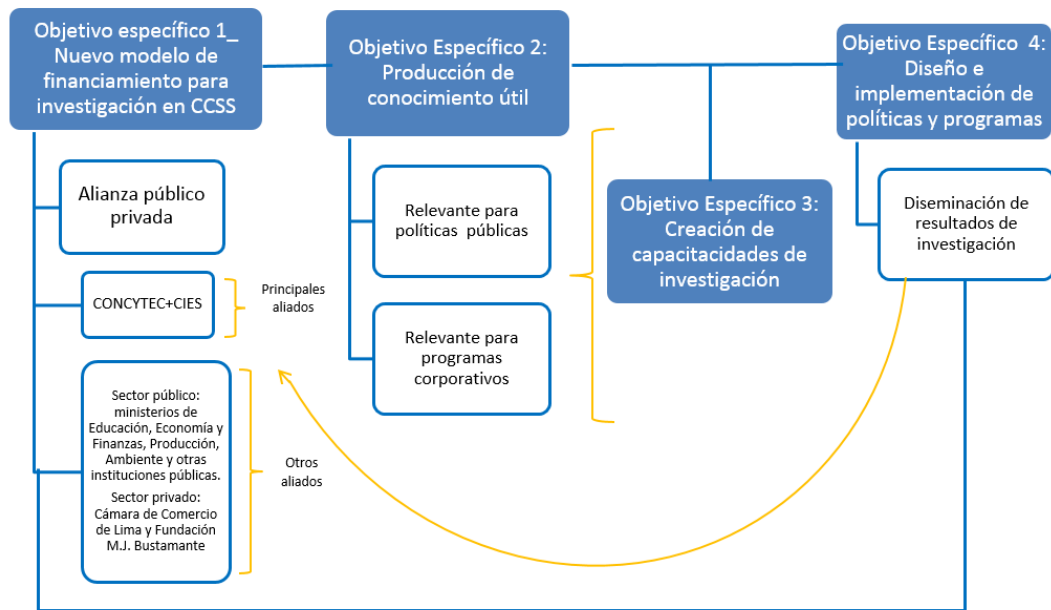 Objetivo específico 1_
Nuevo modelo de
financiamiento para
investigación en CCSS
Alianza público
privada
CONCYTEC+CIES
Principales
aliados
Sector público:
ministerios de
Educación, Economía y
Finanzas, Producción,
Ambiente y otras
instituciones públicas.
Sector privado:
Cámara de Comercio
de Lima y Fundación
M.J. Bustamante
Otros
aliados
Objetivo Específico 2:
Producción de
conocimiento útil
Relevante para
políticas públicas
Relevante para
programas
corporativos
Objetivo Específico 3:
Creación de
capacitacidades de
investigación
Objetivo Específico 4:
Diseño e
implementación de
políticas y programas
Diseminación de
resultados de
investigación